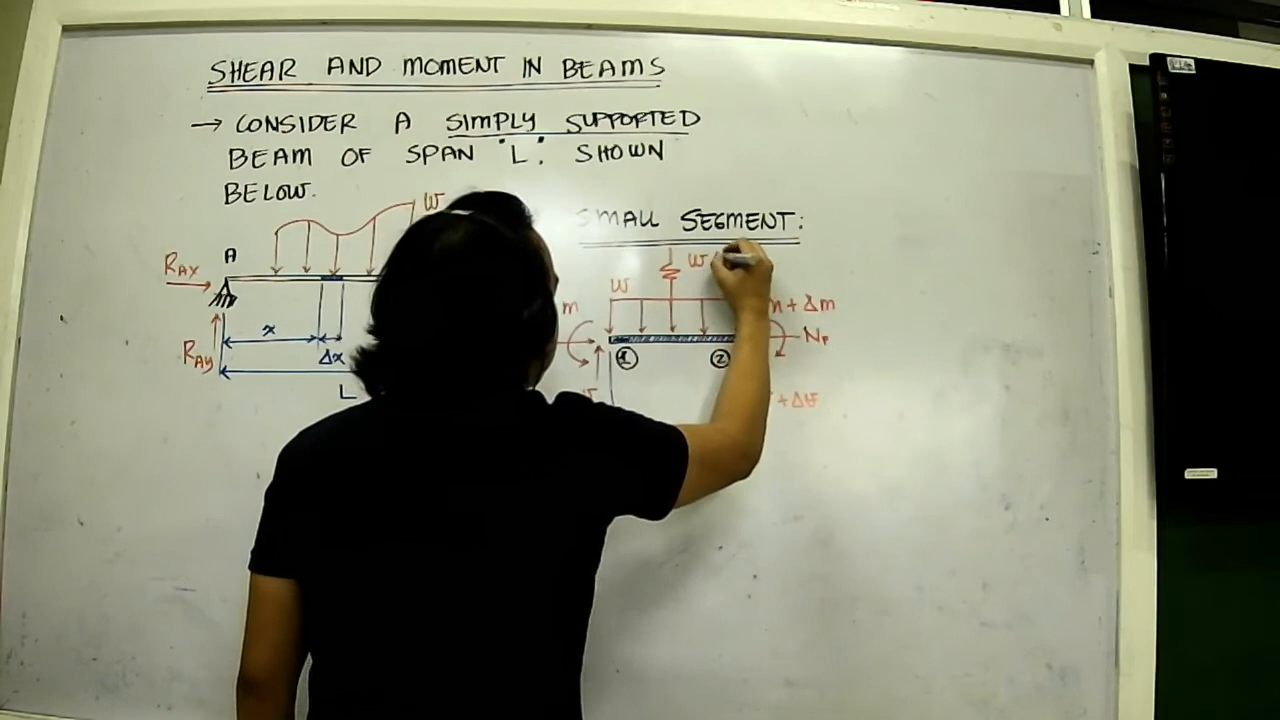 SHEAR AND MOMENT IN BEAMS
→ CONSIDER A SIMPLY SUPPORTED
BEAM OF SPAN "L". SHOWN
BELOW.
W
SMALL SEGMENT:
A
RAX
W
W
m
+ Δm
NP
x
RAY
Δx
1
2
L
+ ΔV